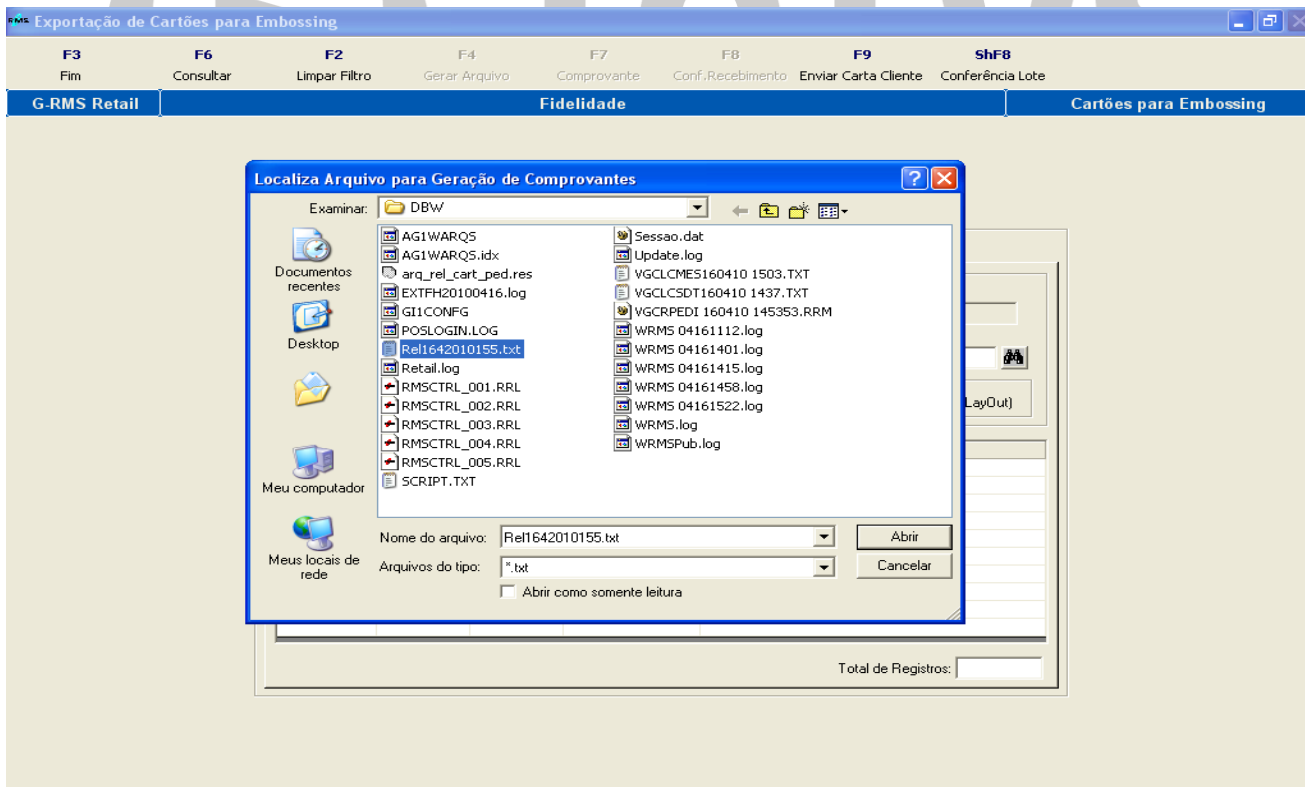 RMS Exportação de Cartões para Embossing
F3 F6 F2 F4 F7 F8 F9 ShF8
Fim Consultar Limpar Filtro Gerar Arquivo Comprovante Conf.Recebimento Enviar Carta Cliente Conferência Lote
G-RMS Retail Fidelidade Cartões para Embossing
Localiza Arquivo para Geração de Comprovantes
Examinar: DBW
Documentos recentes
Desktop
Meu computador
Meus locais de rede
AG1WARQS
AG1WARQS.idx
arq_rel_cart_ped.res
EXTFH20100416.log
GI1CONFG
POSLOGIN.LOG
Rel1642010155.txt
Retail.log
RMSCTRL_001.RRL
RMSCTRL_002.RRL
RMSCTRL_003.RRL
RMSCTRL_004.RRL
RMSCTRL_005.RRL
SCRIPT.TXT
Sessao.dat
Update.log
VGCLCMES160410 1503.TXT
VGCLCSDT160410 1437.TXT
VGCRPEDI 160410 145353.RRM
WRMS 04161112.log
WRMS 04161401.log
WRMS 04161415.log
WRMS 04161458.log
WRMS 04161522.log
WRMS.log
WRMSPub.log
Nome do arquivo: Rel1642010155.txt Abrir
Arquivos do tipo: *.txt Cancelar
Abrir como somente leitura
LayOut)
Total de Registros: